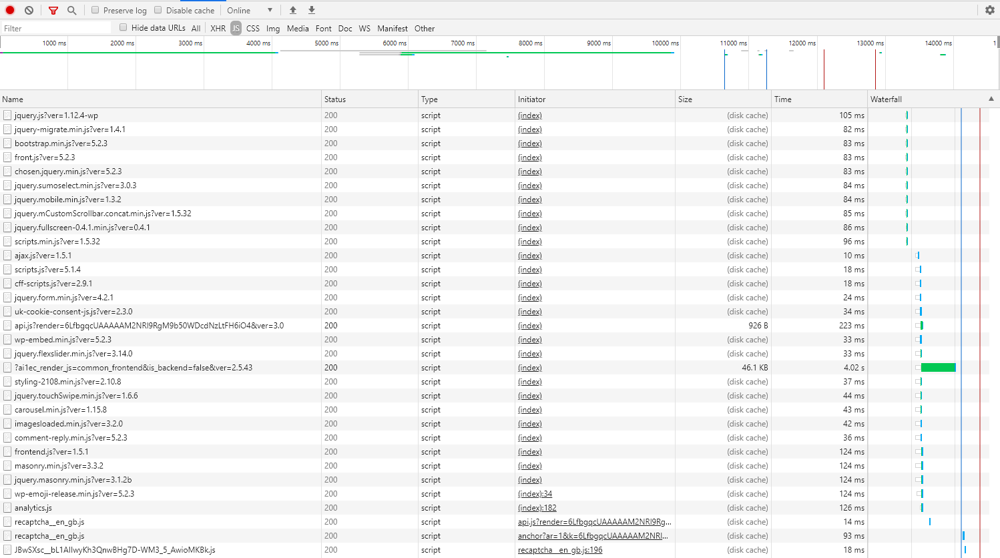 Preserve log Disable cache Online
Filter Hide data URLs All XHR JS CSS Img Media Font Doc WS Manifest Other
1000 ms 2000 ms 3000 ms 4000 ms 5000 ms 6000 ms 7000 ms 8000 ms 9000 ms 10000 ms 11000 ms 12000 ms 13000 ms 14000 ms 1
Name Status Type Initiator Size Time Waterfall
jquery.js?ver=1.12.4-wp 200 script (index) (disk cache) 105 ms
jquery-migrate.min.js?ver=1.4.1 200 script (index) (disk cache) 82 ms
bootstrap.min.js?ver=5.2.3 200 script (index) (disk cache) 83 ms
front.js?ver=5.2.3 200 script (index) (disk cache) 83 ms
chosen.jquery.min.js?ver=5.2.3 200 script (index) (disk cache) 83 ms
jquery.sumoselect.min.js?ver=3.0.3 200 script (index) (disk cache) 84 ms
jquery.mobile.min.js?ver=1.3.2 200 script (index) (disk cache) 84 ms
jquery.mCustomScrollbar.concat.min.js?ver=1.5.32 200 script (index) (disk cache) 85 ms
jquery.fullscreen-0.4.1.min.js?ver=0.4.1 200 script (index) (disk cache) 86 ms
scripts.min.js?ver=1.5.32 200 script (index) (disk cache) 96 ms
ajax.js?ver=1.5.1 200 script (index) (disk cache) 10 ms
scripts.js?ver=5.1.4 200 script (index) (disk cache) 18 ms
cff-scripts.js?ver=2.9.1 200 script (index) (disk cache) 18 ms
jquery.form.min.js?ver=4.2.1 200 script (index) (disk cache) 24 ms
uk-cookie-consent-js.js?ver=2.3.0 200 script (index) (disk cache) 34 ms
api.js?render=6LfbgqcUAAAAAM2NRl9RgM9b50WDcdNzLtFH6iO4&ver=3.0 200 script (index) 926 B 223 ms
wp-embed.min.js?ver=5.2.3 200 script (index) (disk cache) 33 ms
jquery.flexslider.min.js?ver=3.14.0 200 script (index) (disk cache) 33 ms
?ai1ec_render_js=common_frontend&is_backend=false&ver=2.5.43 200 script (index) 46.1 KB 4.02 s
styling-2108.min.js?ver=2.10.8 200 script (index) (disk cache) 37 ms
jquery.touchSwipe.min.js?ver=1.6.6 200 script (index) (disk cache) 44 ms
carousel.min.js?ver=1.15.8 200 script (index) (disk cache) 43 ms
imagesloaded.min.js?ver=3.2.0 200 script (index) (disk cache) 42 ms
comment-reply.min.js?ver=5.2.3 200 script (index) (disk cache) 36 ms
frontend.js?ver=1.5.1 200 script (index) (disk cache) 124 ms
masonry.min.js?ver=3.3.2 200 script (index) (disk cache) 124 ms
jquery.masonry.min.js?ver=3.1.2b 200 script (index) (disk cache) 124 ms
wp-emoji-release.min.js?ver=5.2.3 200 script (index):34 (disk cache) 124 ms
analytics.js 200 script (index):182 (disk cache) 126 ms
recaptcha__en_gb.js 200 script api.js?render=6LfbgqcUAAAAAM2NRl9Rg... (disk cache) 14 ms
recaptcha__en_gb.js 200 script anchor?ar=1&k=6LfbgqcUAAAAAM2NRl... (disk cache) 93 ms
JBwSXsc__bL1AIIwyKh3QnwBHg7D-WM3_5_AwioMKBk.js 200 script recaptcha__en_gb.js:196 (disk cache) 18 ms